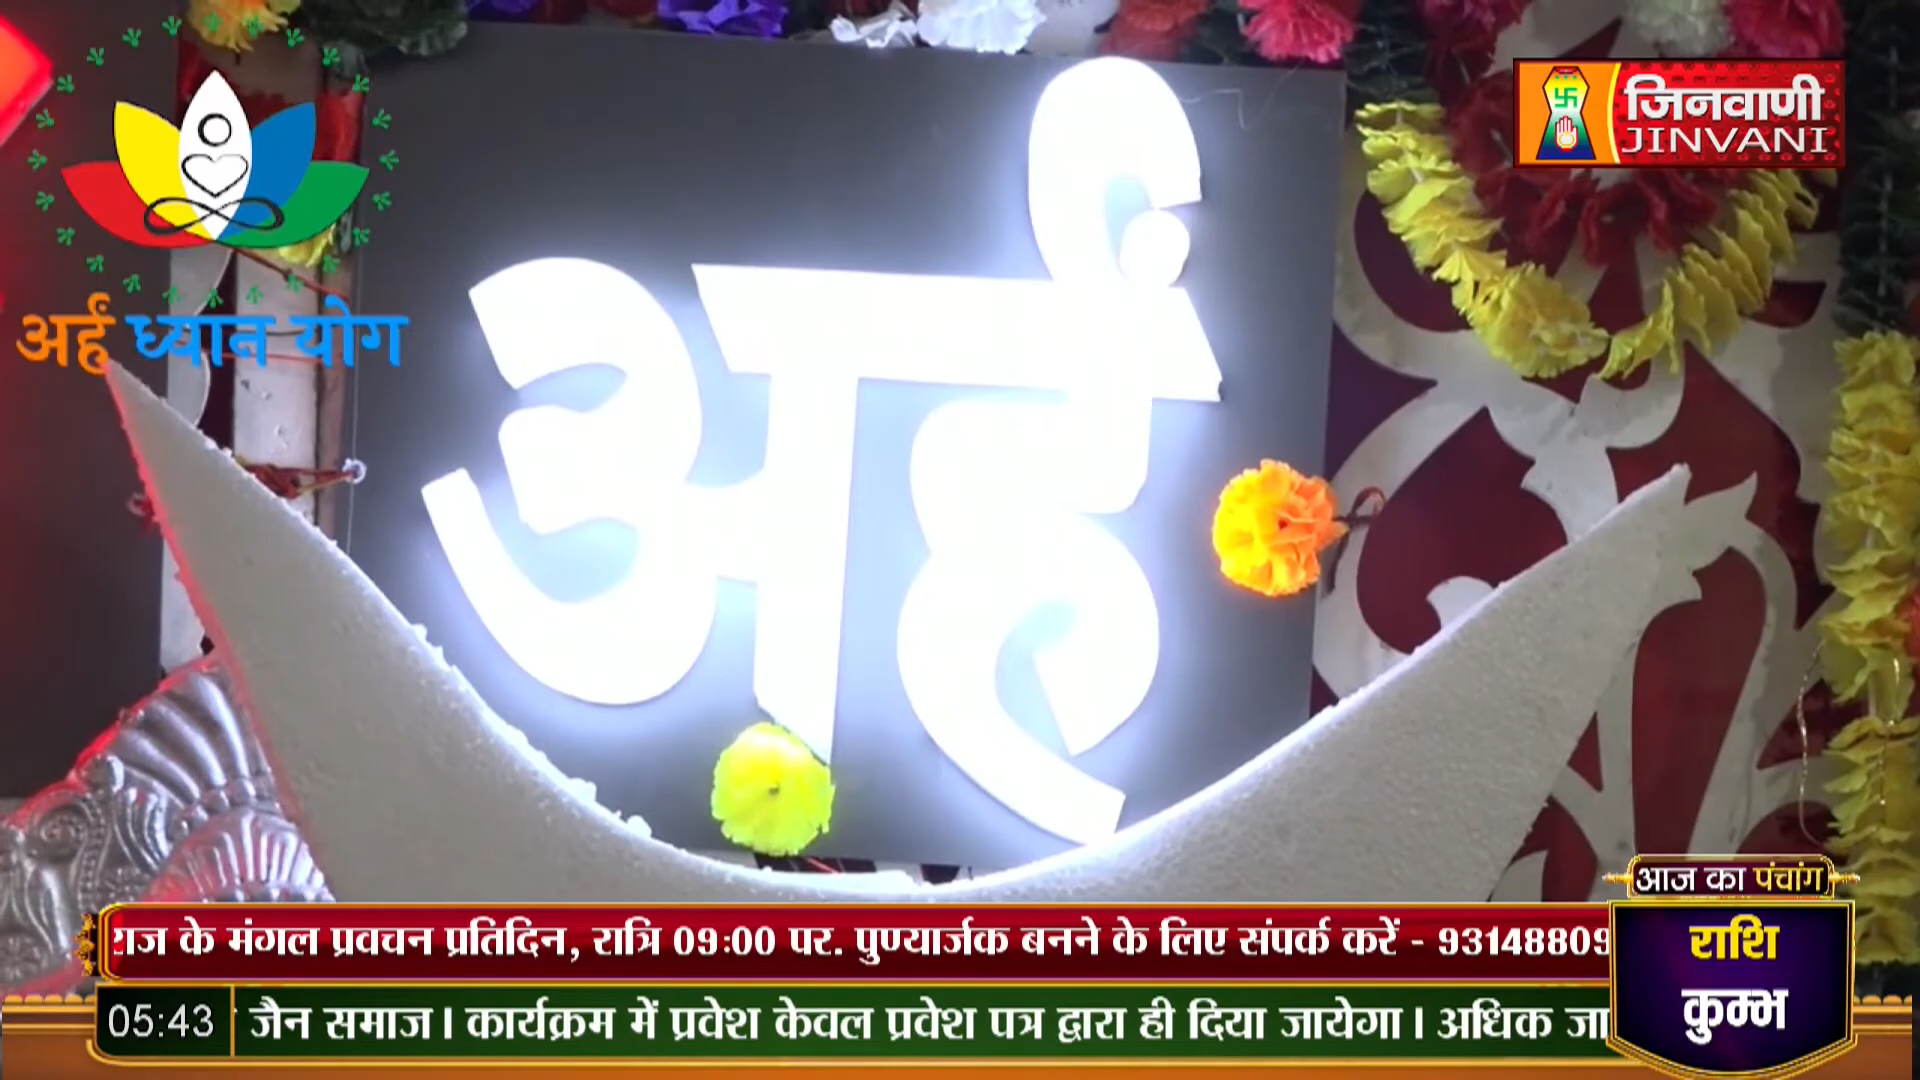 जिनवाणी
JINVANI
अर्हं
अर्हं ध्यान योग
आज का पंचांग
के मंगल प्रवचन प्रतिदिन, रात्रि 09:00 पर. पुण्यार्जक बनने के लिए संपर्क करें - 93148809
राशि
कुम्भ
05:43
जैन समाज । कार्यक्रम में प्रवेश केवल प्रवेश पत्र द्वारा ही दिया जायेगा । अधिक